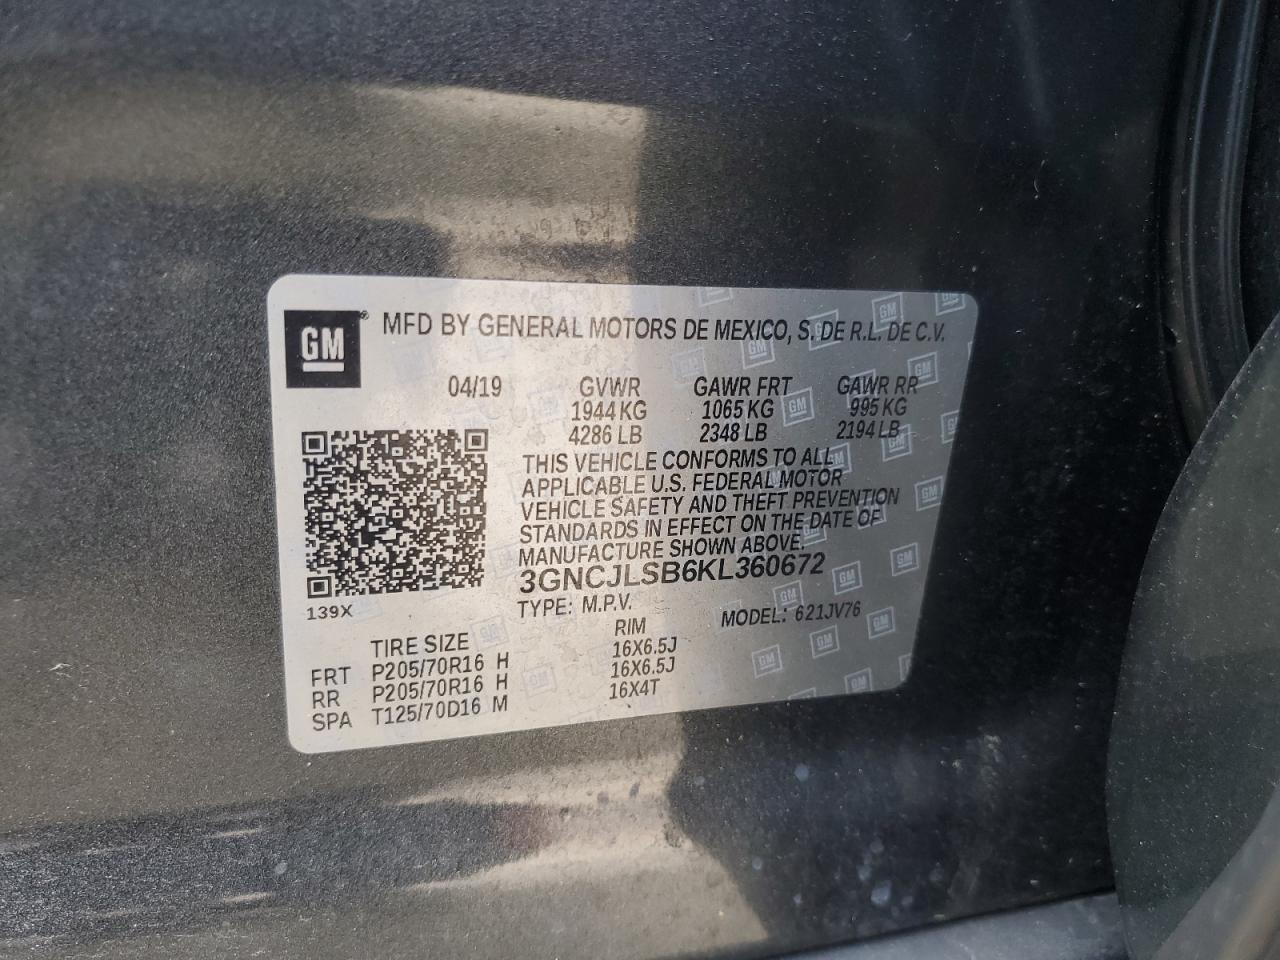 GM
MFD BY GENERAL MOTORS DE MEXICO, S. DE R.L. DE C.V.
04/19 GVWR GAWR FRT GAWR RR
1944 KG 1065 KG 995 KG
4286 LB 2348 LB 2194 LB
THIS VEHICLE CONFORMS TO ALL
APPLICABLE U.S. FEDERAL MOTOR
VEHICLE SAFETY AND THEFT PREVENTION
STANDARDS IN EFFECT ON THE DATE OF
MANUFACTURE SHOWN ABOVE.
3GNCJLSB6KL360672
139X TYPE: M.P.V. MODEL: 621JV76
TIRE SIZE RIM
FRT P205/70R16 H 16X6.5J
RR P205/70R16 H 16X6.5J
SPA T125/70D16 M 16X4T